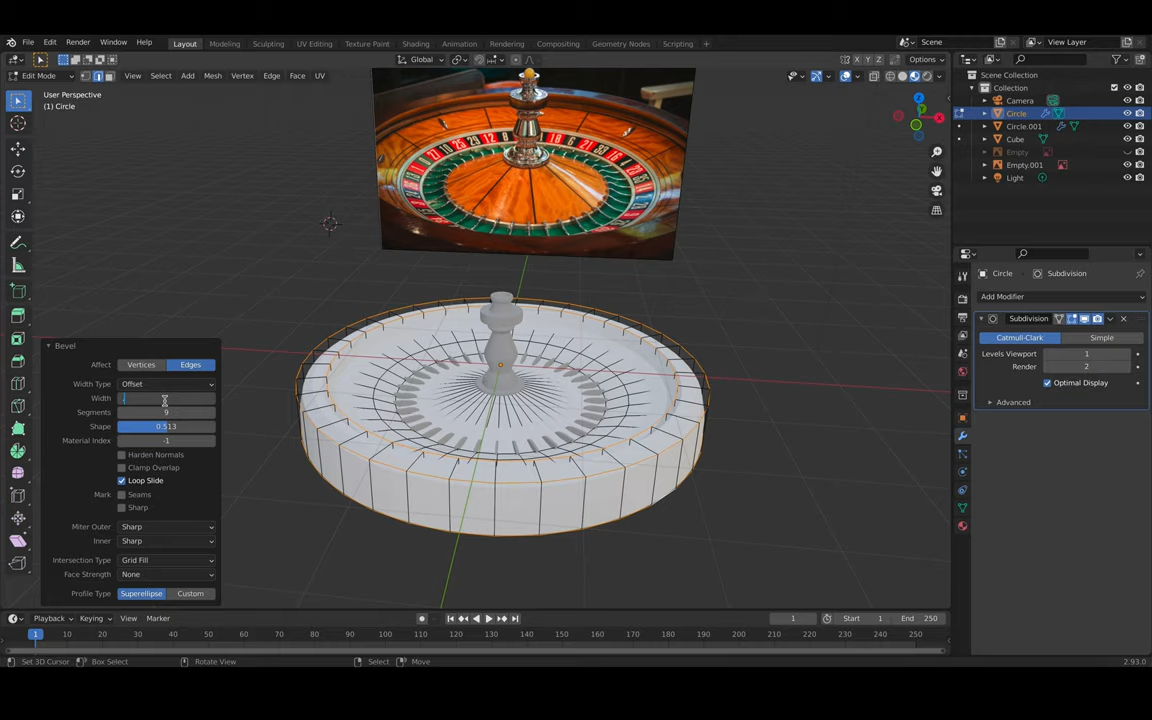 File Edit Render Window Help Layout Modeling Sculpting UV Editing Texture Paint Shading Animation Rendering Compositing Geometry Nodes Scripting + Scene View Layer
Global X Y Z Options
Edit Mode View Select Add Mesh Vertex Edge Face UV
User Perspective
(1) Circle
Scene Collection
Collection
Camera
Circle
Circle.001
Cube
Empty
Empty.001
Light
Circle Subdivision
Add Modifier
Subdivision
Catmull-Clark Simple
Levels Viewport 1
Render 2
Optimal Display
Advanced
Bevel
Affect Vertices Edges
Width Type Offset
Width
Segments 9
Shape 0.513
Material Index -1
Harden Normals
Clamp Overlap
Loop Slide
Mark Seams
Sharp
Miter Outer Sharp
Inner Sharp
Intersection Type Grid Fill
Face Strength None
Profile Type Superellipse Custom
Playback Keying View Marker 1 Start 1 End 250
1 10 20 30 40 50 60 70 80 90 100 110 120 130 140 150 160 170 180 190 200 210 220 230 240 250
Set 3D Cursor Box Select Rotate View Select Move 2.93.0